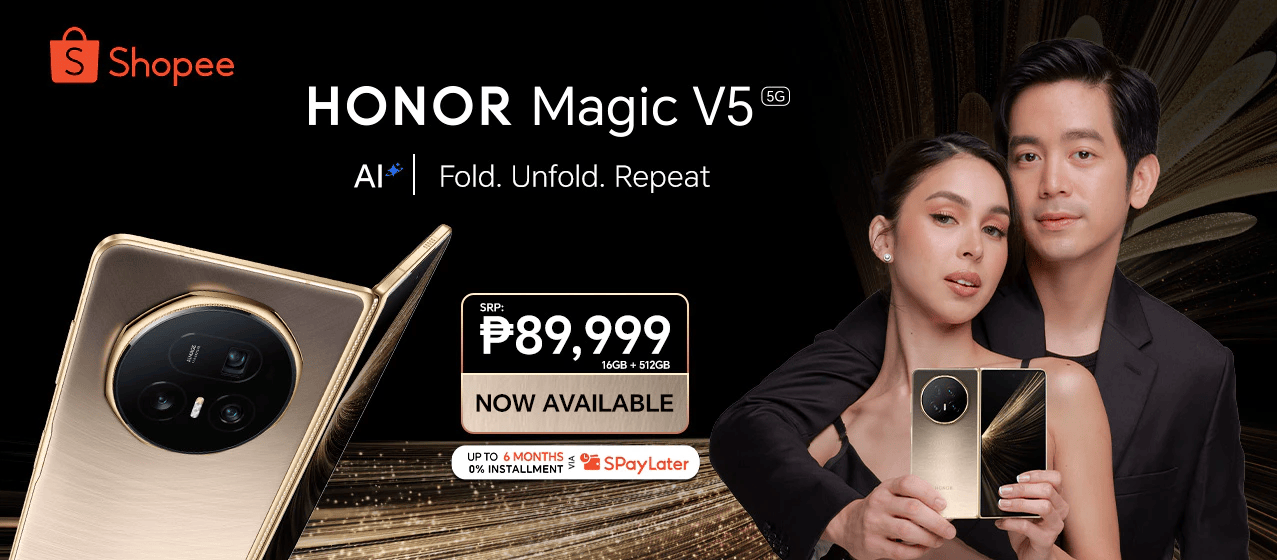 Shopee
HONOR Magic V5 5G
AI
Fold. Unfold. Repeat
SRP:
₱89,999
16GB + 512GB
NOW AVAILABLE
UP TO 6 MONTHS
0% INSTALLMENT
VIA
SPayLater
HONOR